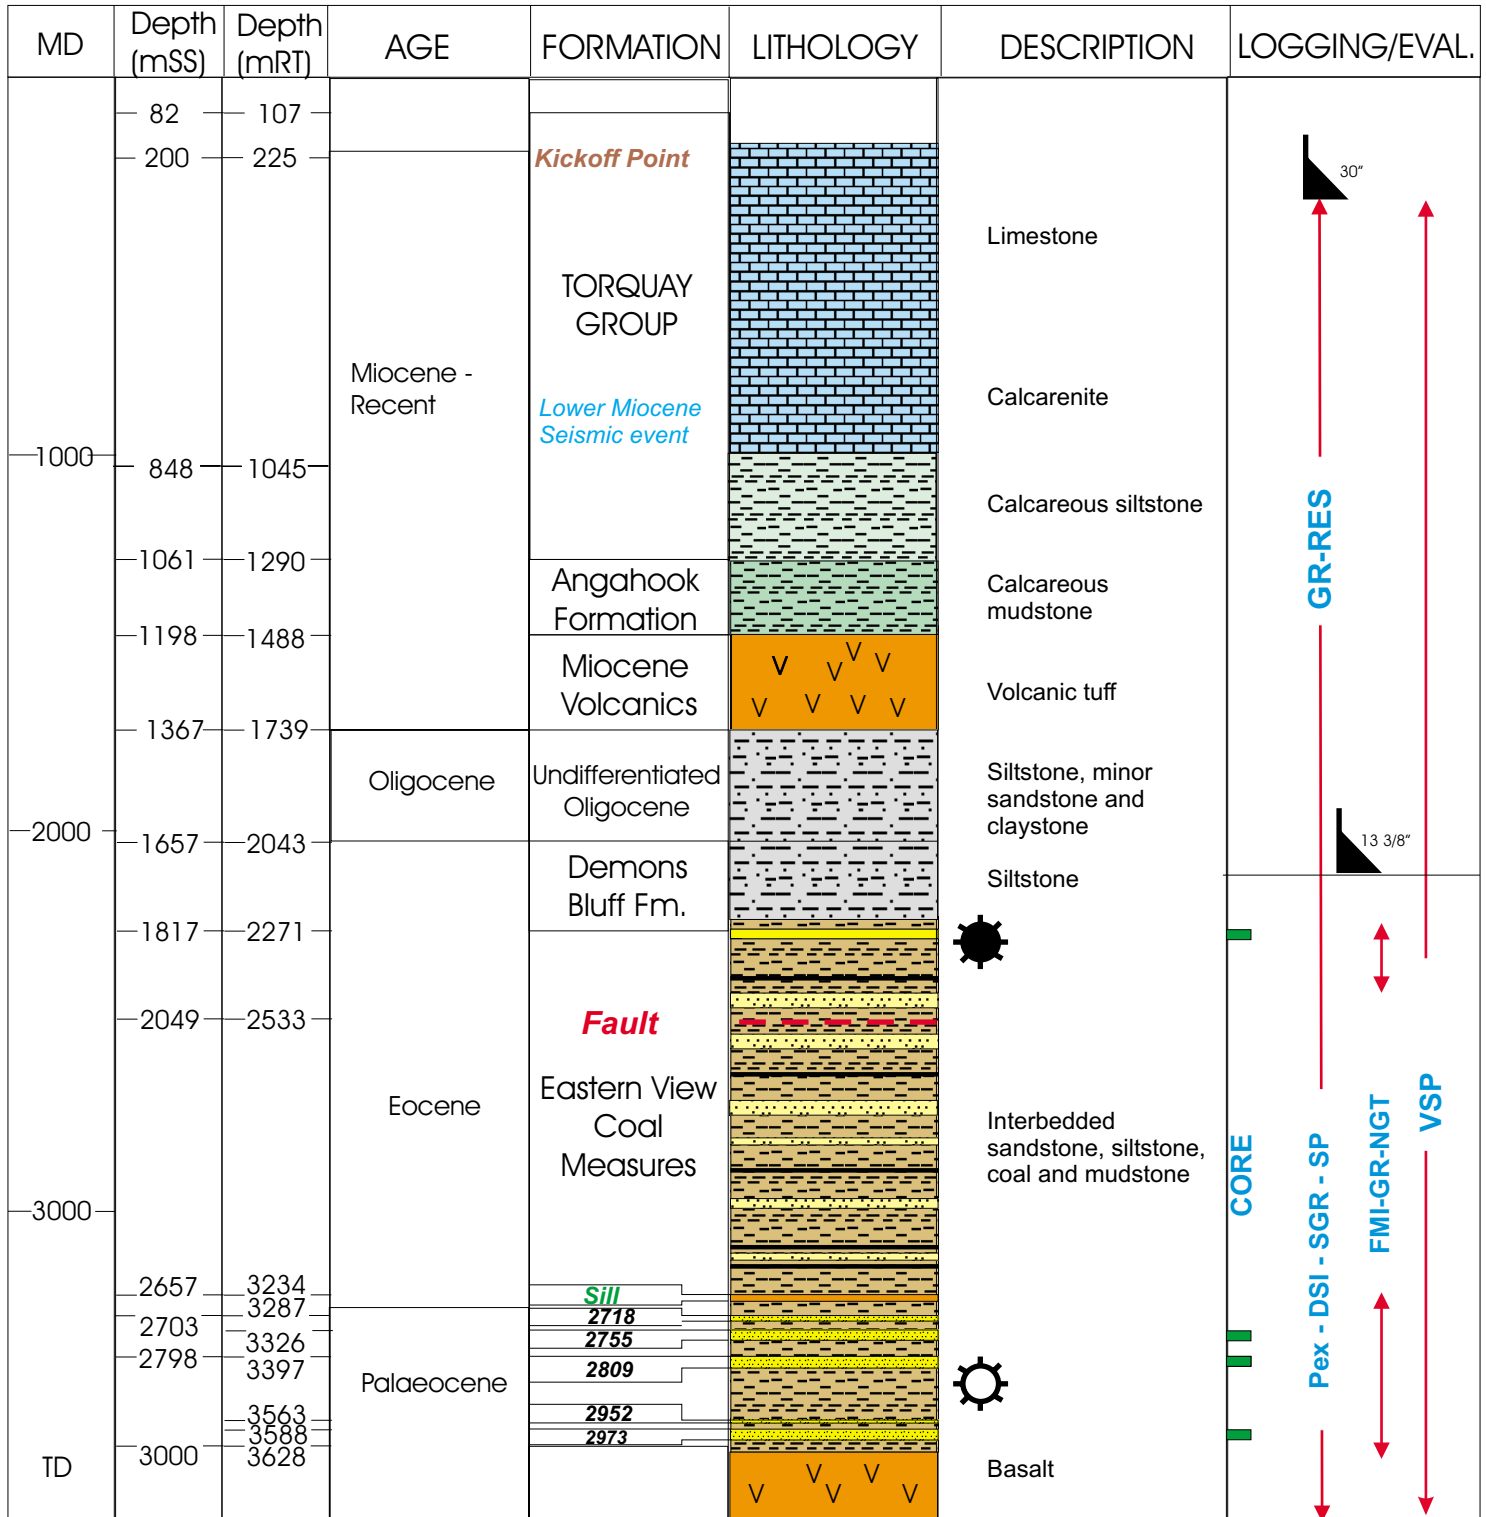 MD
Depth
(mSS)
Depth
(mRT)
AGE
FORMATION
LITHOLOGY
DESCRIPTION
LOGGING/EVAL.
82
107
200
225
Kickoff Point
30"
Limestone
TORQUAY
GROUP
Miocene -
Recent
Lower Miocene
Seismic event
Calcarenite
1000
848
1045
Calcareous siltstone
GR-RES
1061
1290
Angahook
Formation
Calcareous
mudstone
1198
1488
Miocene
Volcanics
V V V V
V V V V
Volcanic tuff
1367
1739
Oligocene
Undifferentiated
Oligocene
Siltstone, minor
sandstone and
claystone
2000
1657
2043
13 3/8"
Demons
Bluff Fm.
Siltstone
1817
2271
2049
2533
Fault
Eocene
Eastern View
Coal
Measures
Interbedded
sandstone, siltstone,
coal and mudstone
CORE
Pex - DSI - SGR - SP
FMI-GR-NGT
VSP
3000
2657
3234
Sill
3287
2718
2703
3326
2755
2798
3397
2809
Palaeocene
3563
2952
3588
2973
3000
3628
TD
Basalt
V V
V V V